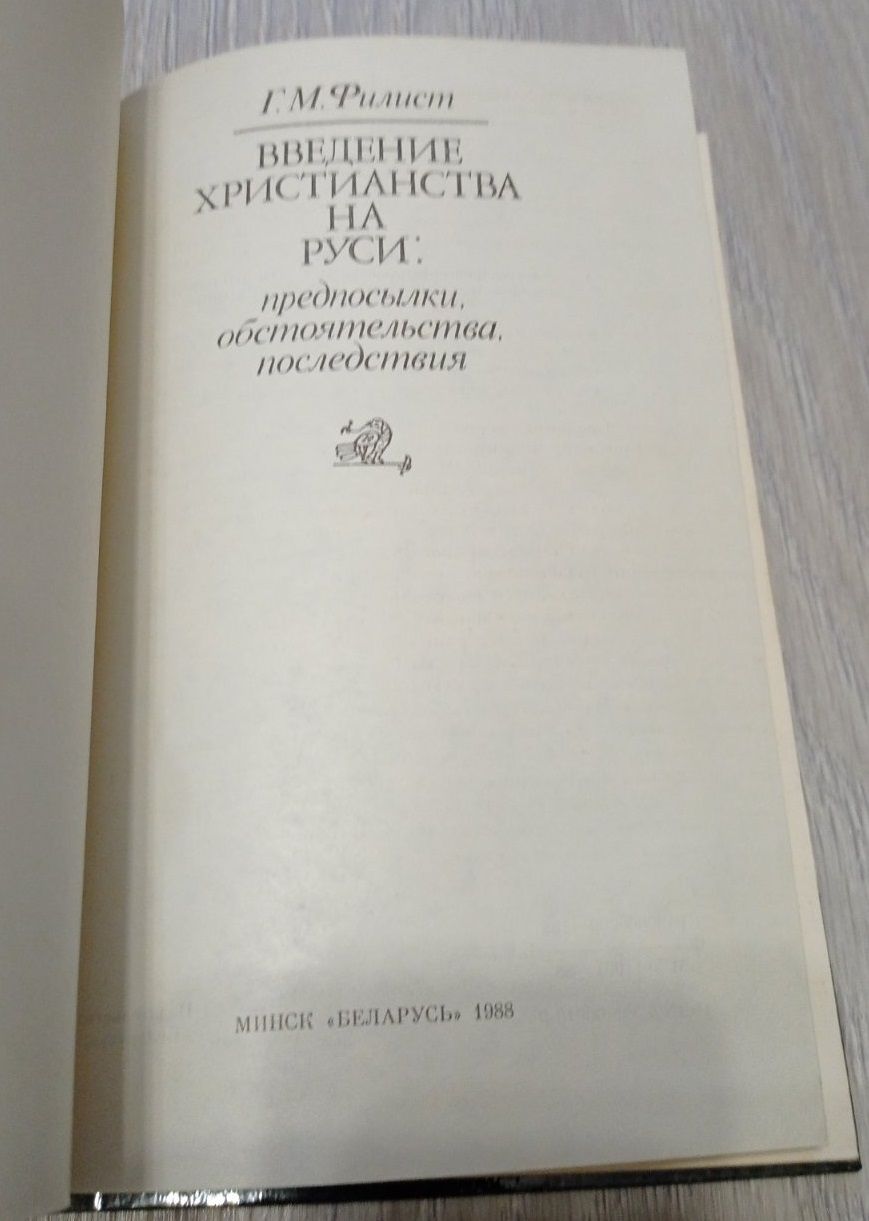 Г. М. Филист
ВВЕДЕНИЕ
ХРИСТИАНСТВА
НА
РУСИ:
предпосылки,
обстоятельства,
последствия
МИНСК «БЕЛАРУСЬ» 1988